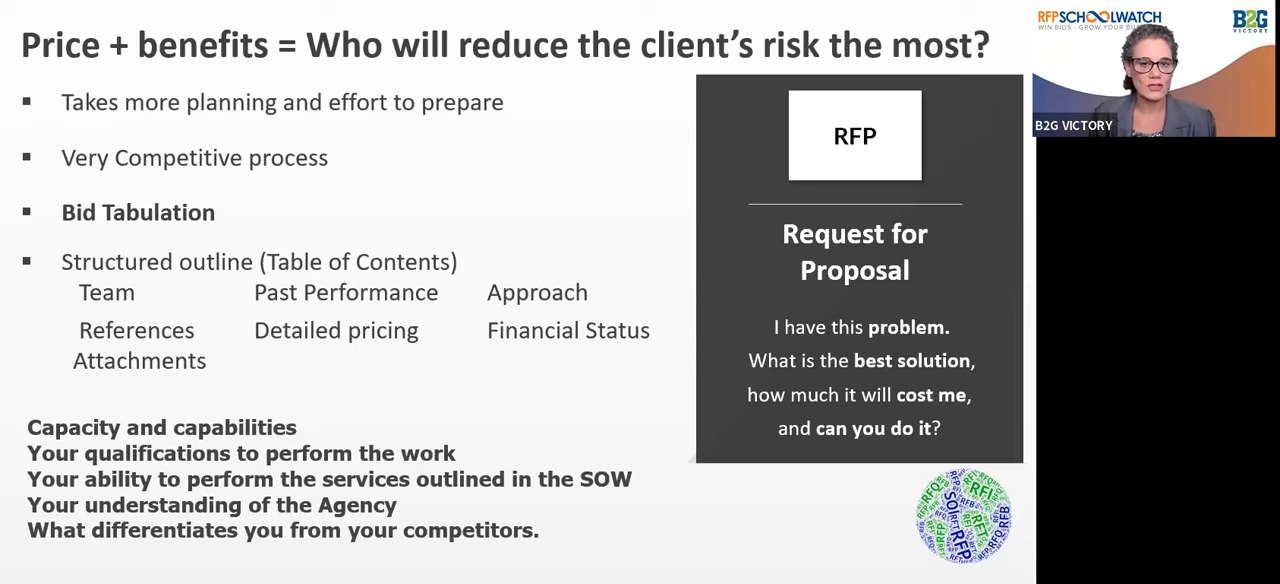 Price + benefits = Who will reduce the client's risk the most?
▪ Takes more planning and effort to prepare
▪ Very Competitive process
▪ Bid Tabulation
▪ Structured outline (Table of Contents)
Team Past Performance Approach
References Detailed pricing Financial Status
Attachments
Capacity and capabilities
Your qualifications to perform the work
Your ability to perform the services outlined in the SOW
Your understanding of the Agency
What differentiates you from your competitors.
RFP
Request for
Proposal
I have this problem.
What is the best solution,
how much it will cost me,
and can you do it?
RFPSCHOOLWATCH
WIN BIDS - GROW YOUR
B2G
VICTORY
B2G VICTORY
RFQ
RFI
SOI
RFB
RFP